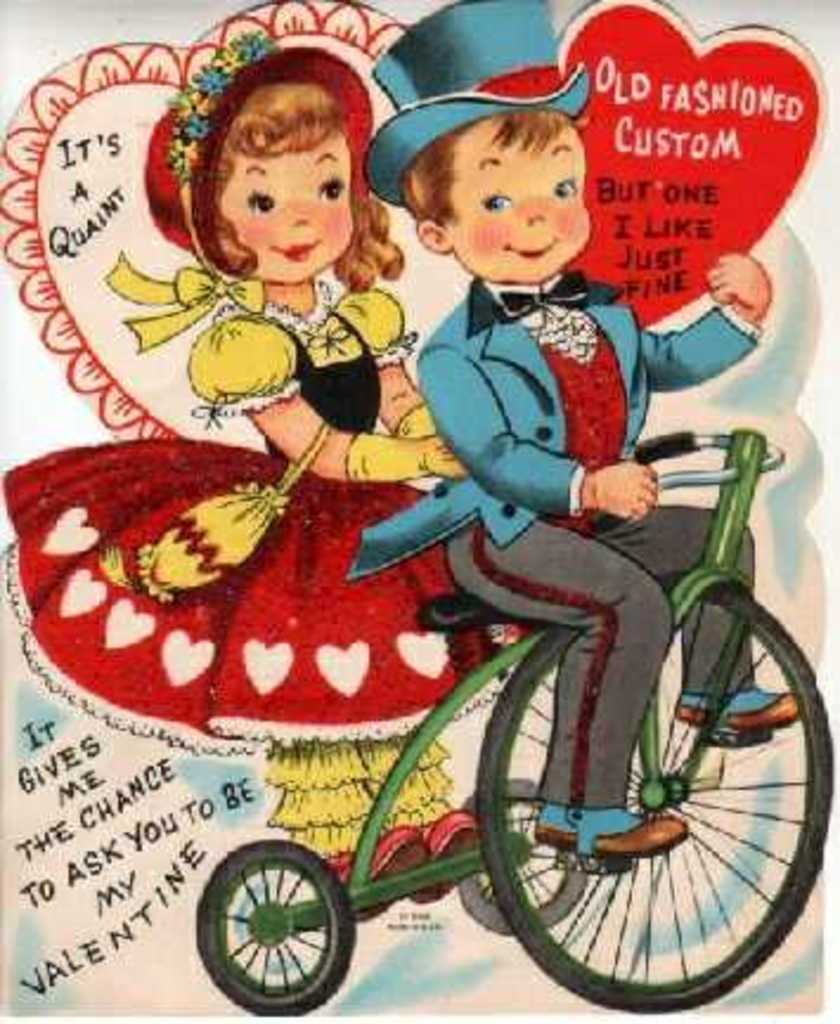 IT'S
A
QUAINT
OLD FASHIONED
CUSTOM
BUT ONE
I LIKE
JUST
FINE
IT
GIVES
ME
THE CHANCE
TO ASK YOU TO BE
MY
VALENTINE